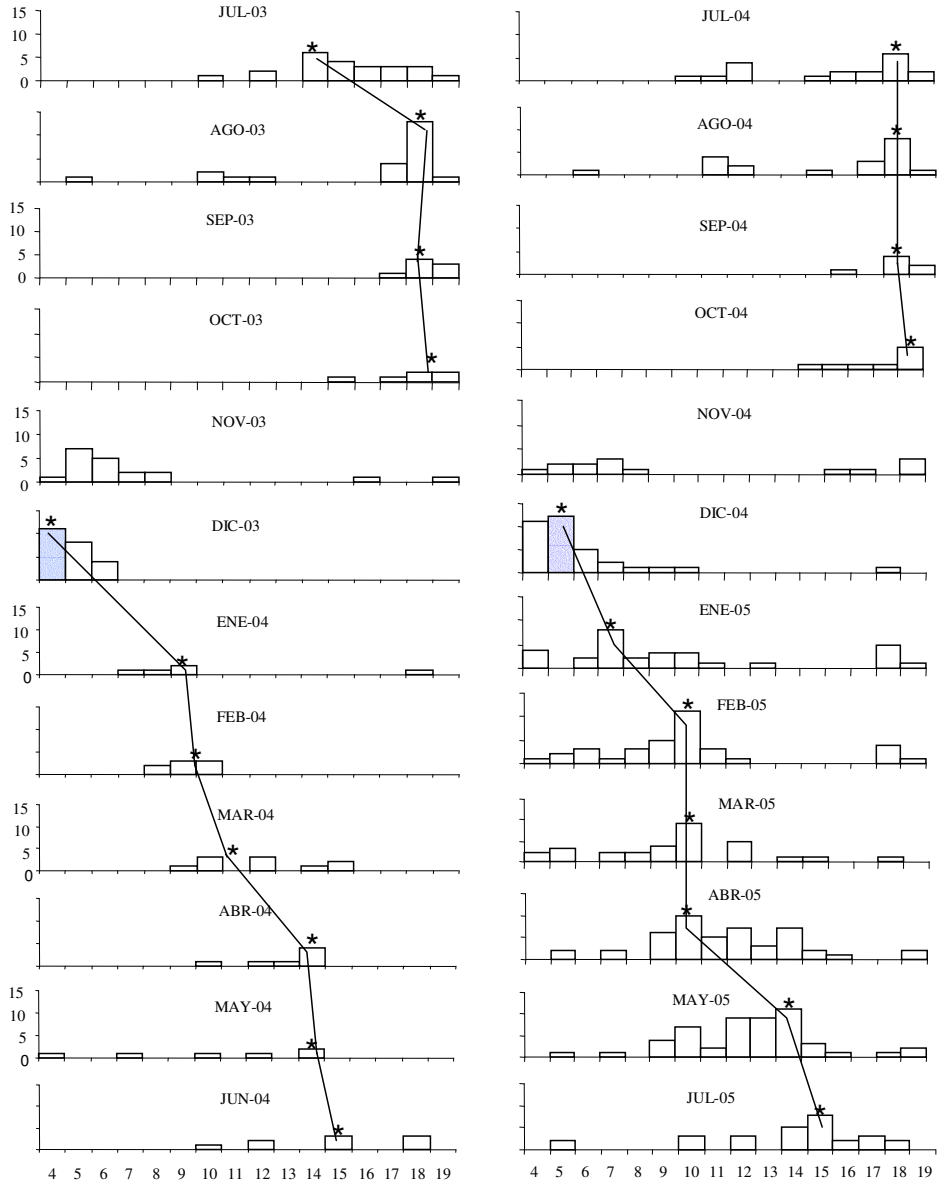 15 JUL-03 JUL-04
10
5
0
AGO-03 AGO-04
15 SEP-03 SEP-04
10
5
0
OCT-03 OCT-04
15 NOV-03 NOV-04
10
5
0
DIC-03 DIC-04
15 ENE-04 ENE-05
10
5
0
FEB-04 FEB-05
15 MAR-04 MAR-05
10
5
0
ABR-04 ABR-05
15 MAY-04 MAY-05
10
5
0
JUN-04 JUL-05
4 5 6 7 8 9 10 11 12 13 14 15 16 17 18 19 4 5 6 7 8 9 10 11 12 13 14 15 16 17 18 19